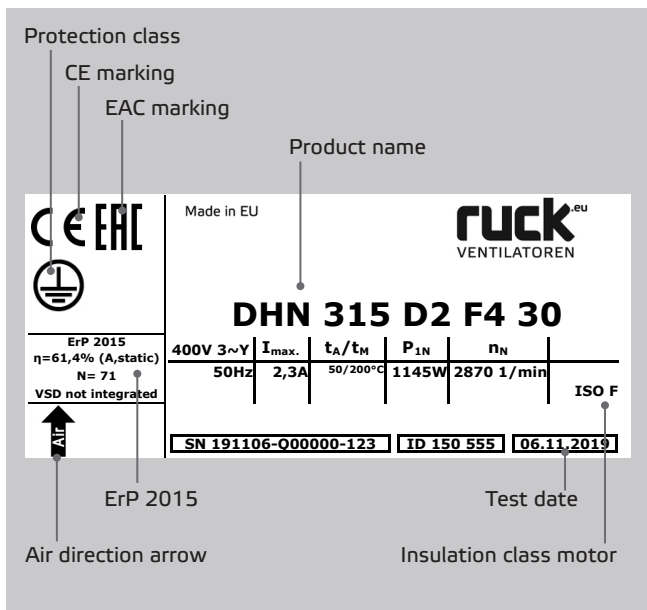 Protection class
CE marking
EAC marking
Product name
CE EAC
Made in EU
ruck.eu
VENTILATOREN
DHN 315 D2 F4 30
ErP 2015
η=61,4% (A,static)
N= 71
VSD not integrated
400V 3~Y Imax. tA/tM P1N nN
50Hz 2,3A 50/200°C 1145W 2870 1/min
ISO F
Air
SN 191106-Q00000-123 ID 150 555 06.11.2019
ErP 2015
Test date
Air direction arrow
Insulation class motor